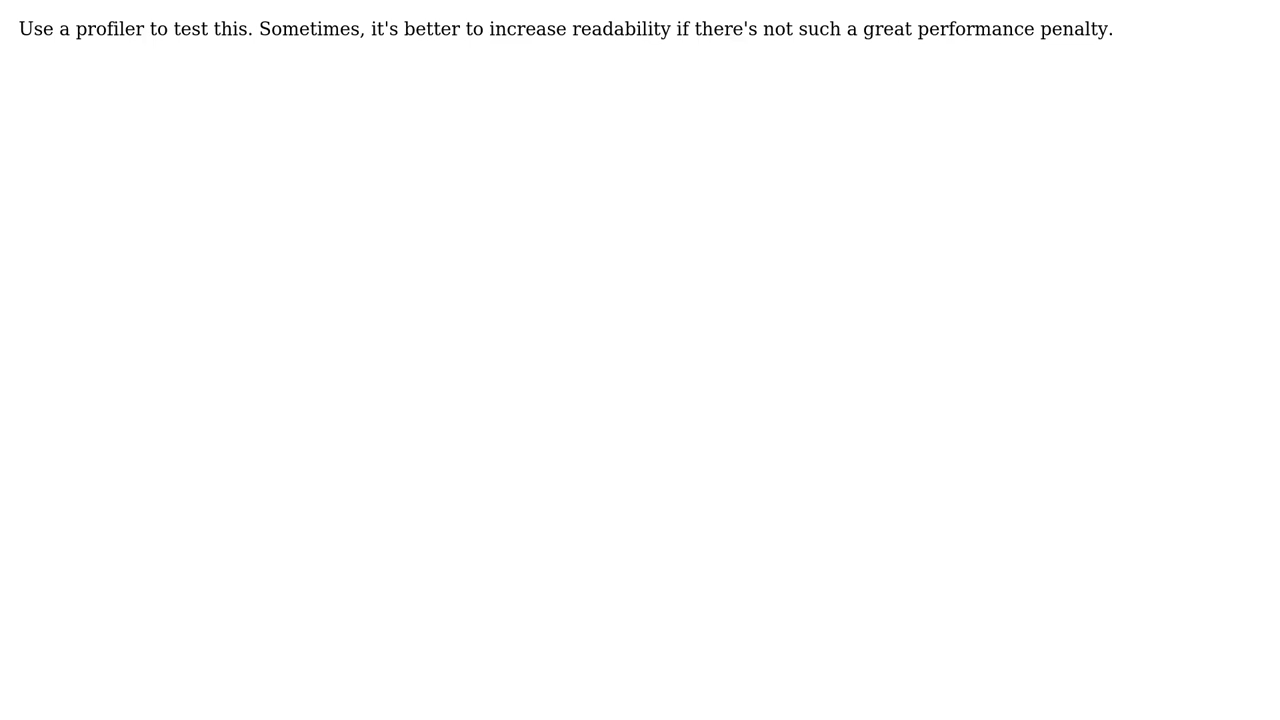 Use a profiler to test this. Sometimes, it's better to increase readability if there's not such a great performance penalty.